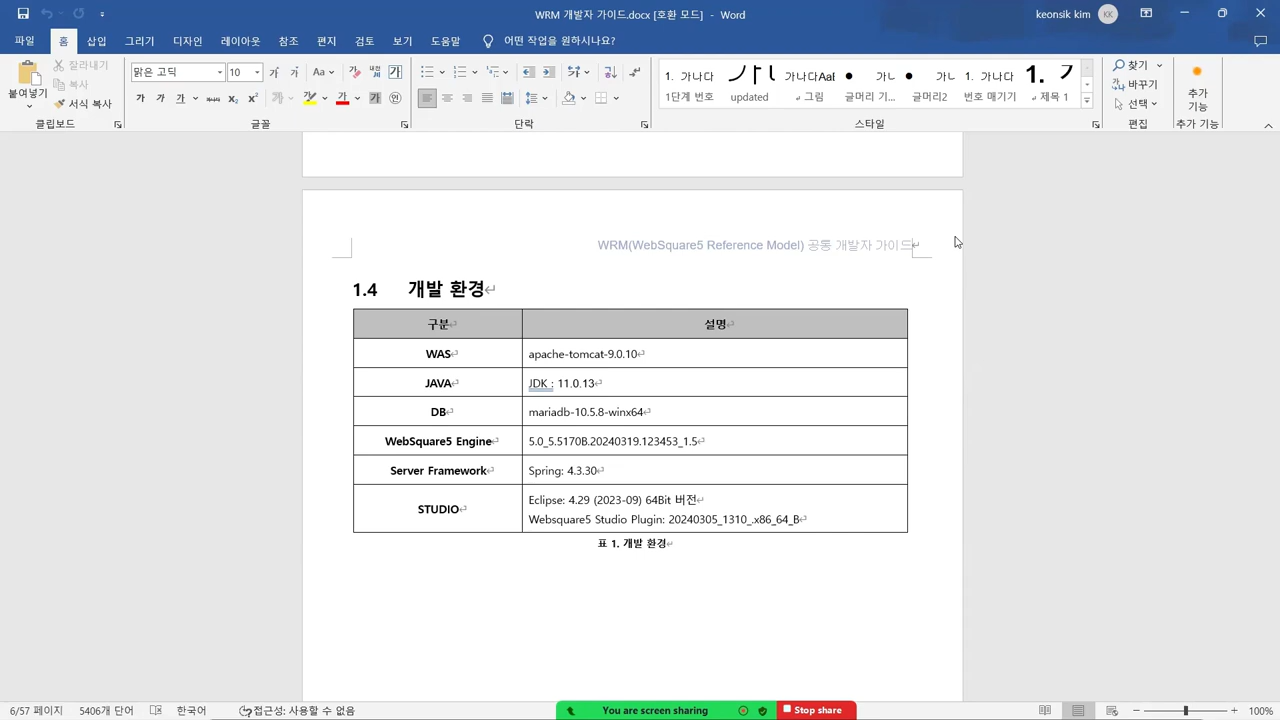 WRM 개발자 가이드.docx [호환 모드] - Word
keonsik kim
KK
파일 홈 삽입 그리기 디자인 레이아웃 참조 편지 검토 보기 도움말 어떤 작업을 원하시나요?
붙여넣기
잘라내기
복사
서식 복사
클립보드
맑은 고딕
10
글꼴
단락
1. 가나다
1단계 번호
updated
가나다AaB
그림
글머리 기...
글머리2
1. 가나다
번호 매기기
1.
제목 1
스타일
찾기
바꾸기
선택
편집
추가
기능
추가 기능
WRM(WebSquare5 Reference Model) 공통 개발자 가이드
1.4 개발 환경
구분 설명
WAS apache-tomcat-9.0.10
JAVA JDK : 11.0.13
DB mariadb-10.5.8-winx64
WebSquare5 Engine 5.0_5.5170B.20240319.123453_1.5
Server Framework Spring: 4.3.30
STUDIO Eclipse: 4.29 (2023-09) 64Bit 버전
Websquare5 Studio Plugin: 20240305_1310_.x86_64_B
표 1. 개발 환경
6/57 페이지 5406개 단어 한국어 접근성: 사용할 수 없음
You are screen sharing
Stop share
100%